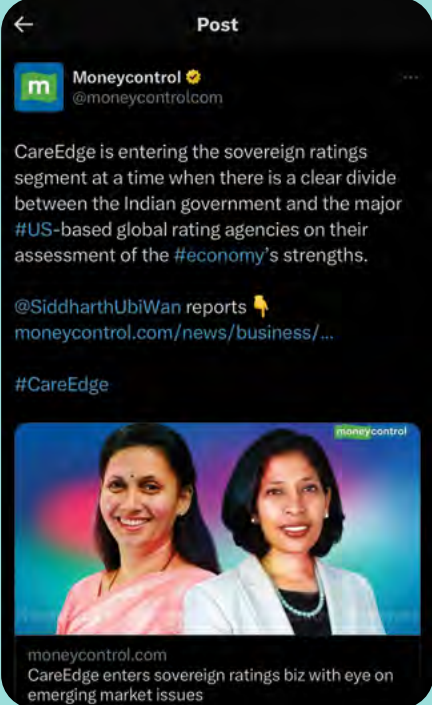 Post
m
Moneycontrol
@moneycontrolcom
CareEdge is entering the sovereign ratings
segment at a time when there is a clear divide
between the Indian government and the major
#US-based global rating agencies on their
assessment of the #economy's strengths.
@SiddharthUbiWan reports 👇
moneycontrol.com/news/business/...
#CareEdge
moneycontrol
moneycontrol.com
CareEdge enters sovereign ratings biz with eye on
emerging market issues